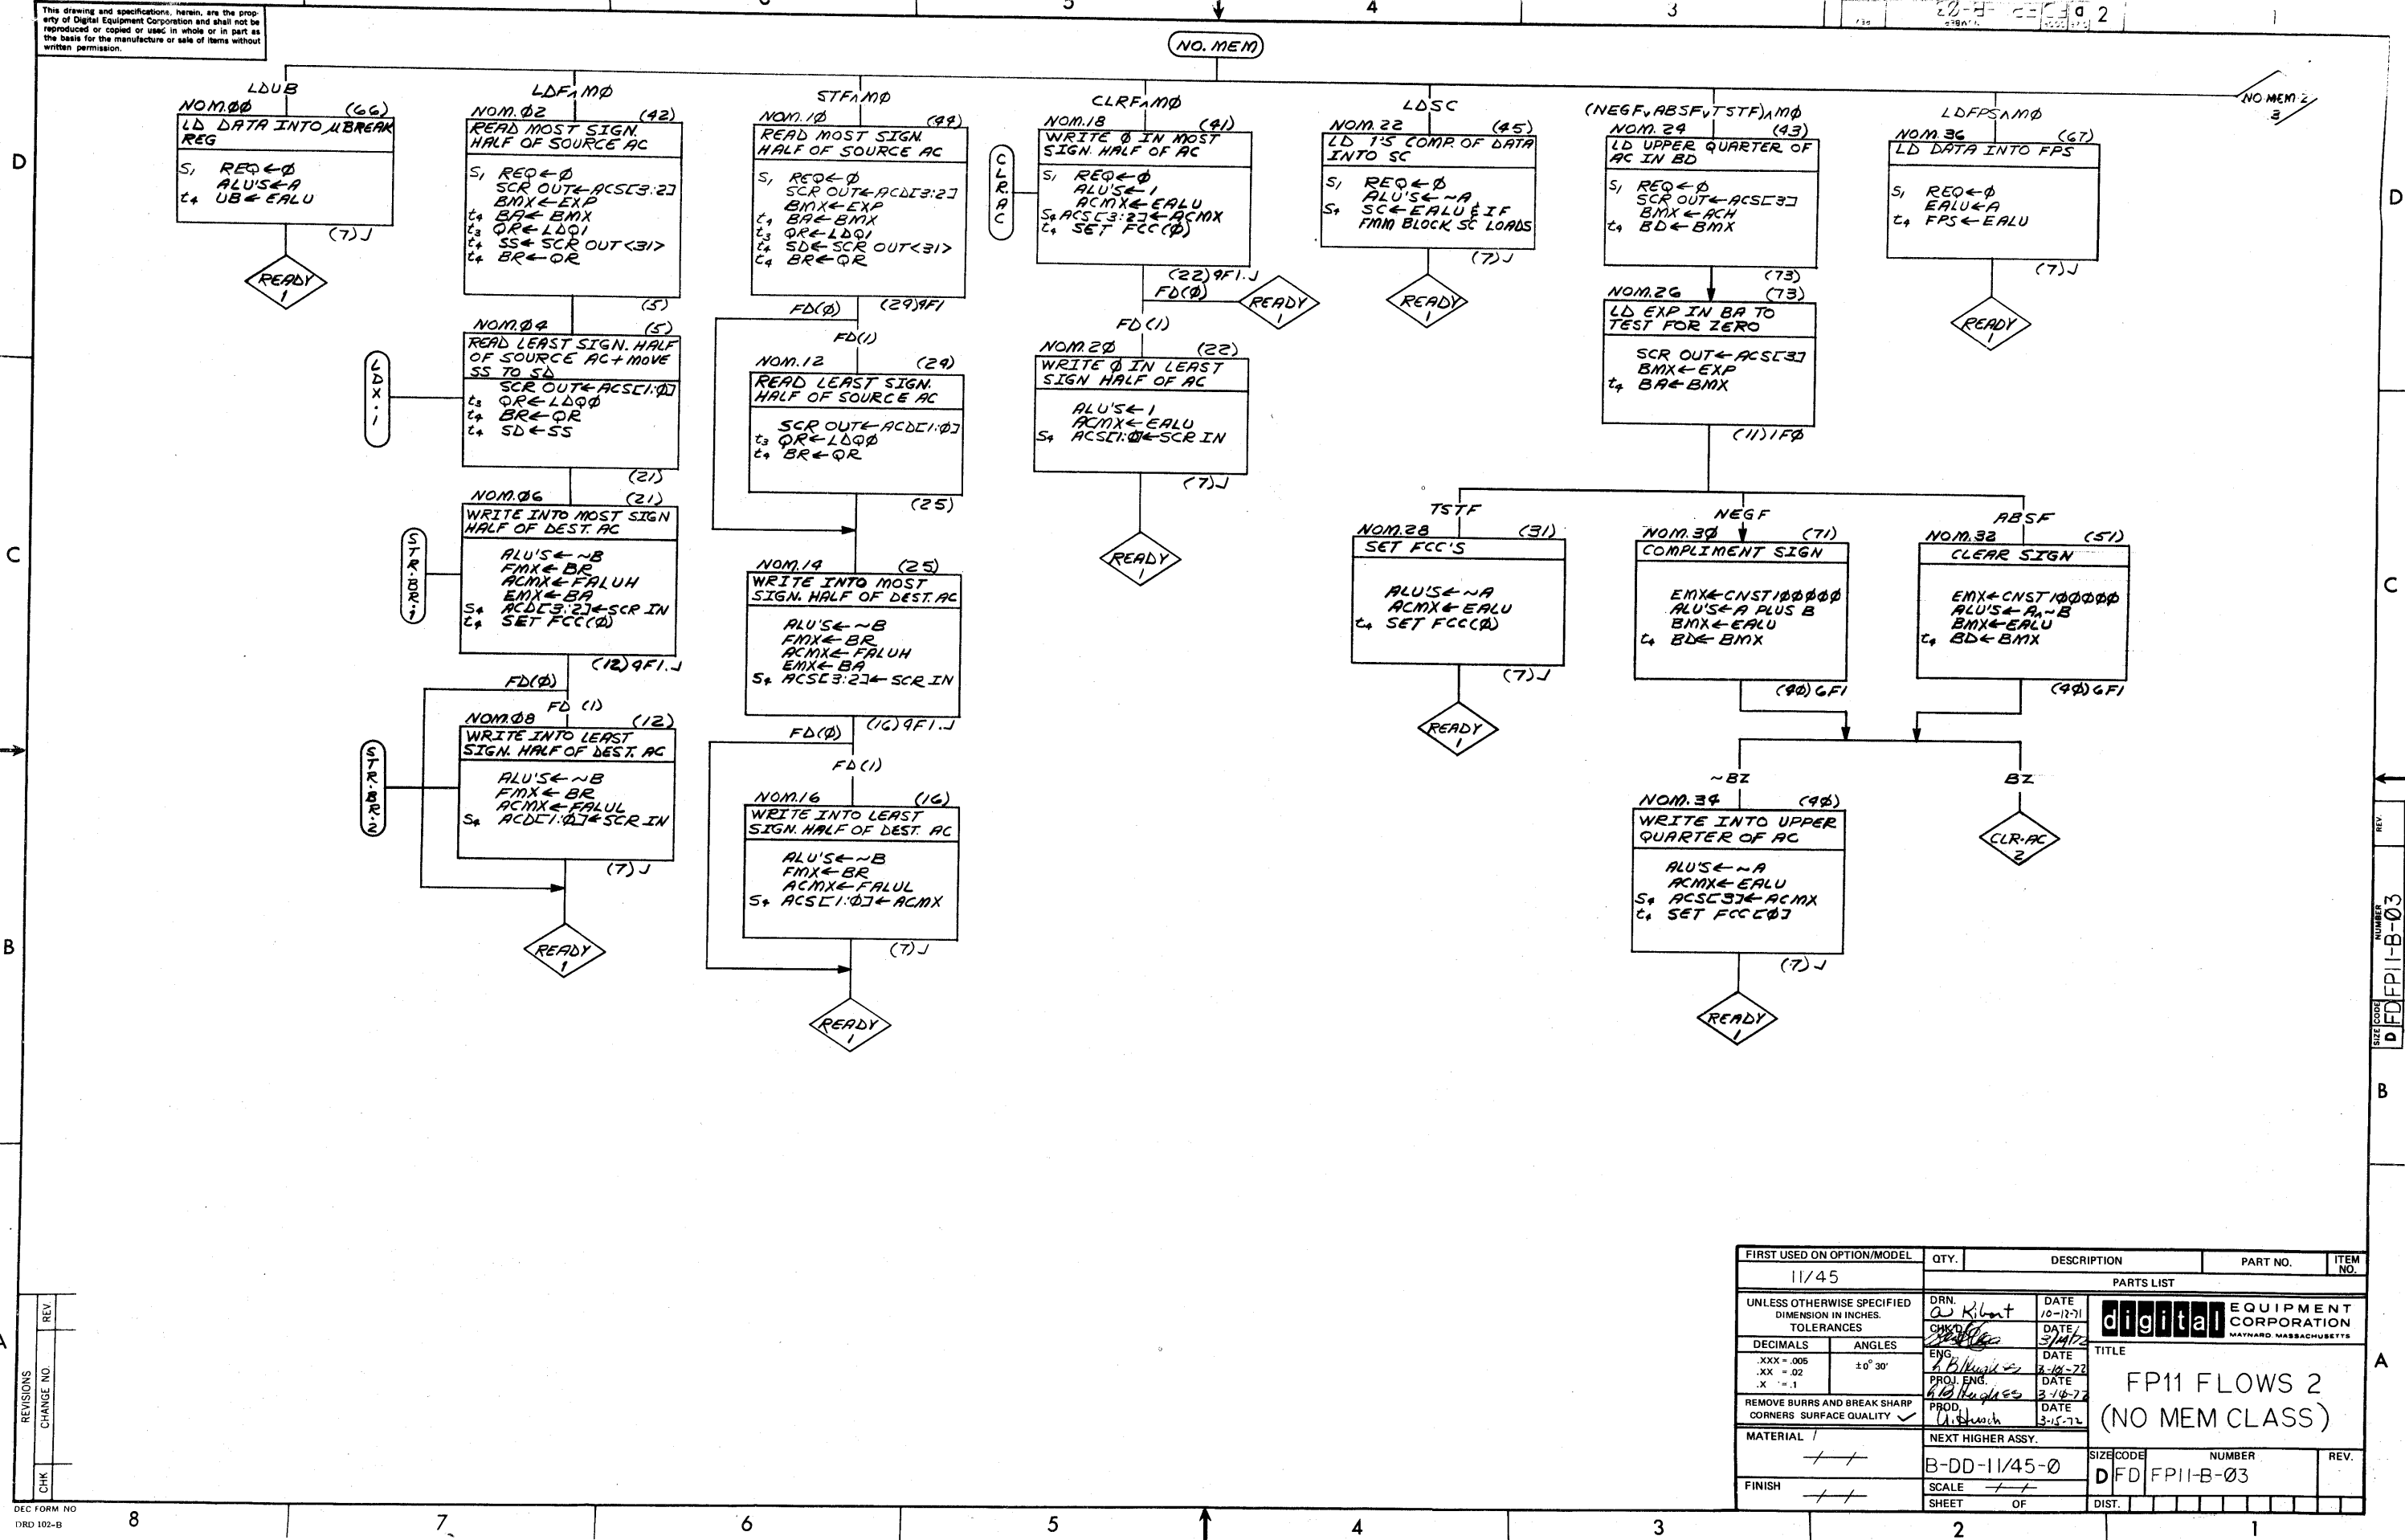 This drawing and specifications, herein, are the prop-
erty of Digital Equipment Corporation and shall not be
reproduced or copied or used in whole or in part as
the basis for the manufacture or sale of items without
written permission.
5
4
3
2
NO. MEM
NO MEM 2
3
LDUB
NOM.ØØ (66)
LD DATA INTO μBREAK
REG
S1 REQ←Ø
ALU'S←A
t4 UB←EALU
(7)J
READY
1
LDF∧MØ
NOM.Ø2 (42)
READ MOST SIGN.
HALF OF SOURCE AC
S1 REQ←Ø
SCR OUT←ACS[3:2]
BMX←EXP
t4 BA←BMX
t3 QR←LDQ1
t4 SS←SCR OUT<31>
t4 BR←QR
(5)
LDX.1
NOM.Ø4 (5)
READ LEAST SIGN. HALF
OF SOURCE AC + MOVE
SS TO SD
SCR OUT←ACS[1:Ø]
t3 QR←LDQØ
t4 BR←QR
t4 SD←SS
(21)
STR.BR.1
NOM.Ø6 (21)
WRITE INTO MOST SIGN
HALF OF DEST. AC
ALU'S←~B
FMX←BR
ACMX←FALUH
EMX←BA
S4 ACD[3:2]←SCR IN
t4 SET FCC(Ø)
(12)4F1.J
FD(Ø)
FD (1)
STR.BR.2
NOM.Ø8 (12)
WRITE INTO LEAST
SIGN. HALF OF DEST. AC
ALU'S←~B
FMX←BR
ACMX←FALUL
S4 ACD[1:Ø]←SCR IN
(7)J
READY
1
STF∧MØ
NOM.1Ø (44)
READ MOST SIGN.
HALF OF SOURCE AC
S1 REQ←Ø
SCR OUT←ACD[3:2]
BMX←EXP
t4 BA←BMX
t3 QR←LDQ1
t4 SD←SCR OUT<31>
t4 BR←QR
FD(Ø) (24)4F1
FD(1)
NOM.12 (24)
READ LEAST SIGN.
HALF OF SOURCE AC
SCR OUT←ACD[1:Ø]
t3 QR←LDQØ
t4 BR←QR
(25)
NOM.14 (25)
WRITE INTO MOST
SIGN. HALF OF DEST. AC
ALU'S←~B
FMX←BR
ACMX←FALUH
EMX←BA
S4 ACS[3:2]←SCR IN
(16)4F1.J
FD(Ø)
FD(1)
NOM.16 (16)
WRITE INTO LEAST
SIGN. HALF OF DEST. AC
ALU'S←~B
FMX←BR
ACMX←FALUL
S4 ACS[1:Ø]←ACMX
(7)J
READY
1
CLRF∧MØ
CLRAC
NOM.18 (41)
WRITE Ø IN MOST
SIGN. HALF OF AC
S1 REQ←Ø
ALU'S←1
ACMX←EALU
S4 ACS[3:2]←ACMX
t4 SET FCC(Ø)
(22)4F1.J
FD(Ø)
READY
1
FD(1)
NOM.2Ø (22)
WRITE Ø IN LEAST
SIGN HALF OF AC
ALU'S←1
ACMX←EALU
S4 ACS[1:Ø]←SCR IN
(7)J
READY
1
LDSC
NOM.22 (45)
LD 1'S COMP. OF DATA
INTO SC
S1 REQ←Ø
ALU'S←~A
S4 SC←EALU & IF
FMM BLOCK SC LOADS
(7)J
READY
1
(NEGF∨ABSF∨TSTF)∧MØ
NOM.24 (43)
LD UPPER QUARTER OF
AC IN BD
S1 REQ←Ø
SCR OUT←ACS[3]
BMX←ACH
t4 BD←BMX
(73)
NOM.26 (73)
LD EXP IN BA TO
TEST FOR ZERO
SCR OUT←ACS[3]
BMX←EXP
t4 BA←BMX
(11)1FØ
TSTF
NOM.28 (31)
SET FCC'S
ALU'S←~A
ACMX←EALU
t4 SET FCC(Ø)
(7)J
READY
1
NEGF
NOM.3Ø (71)
COMPLIMENT SIGN
EMX←CNST1ØØØØØ
ALU'S←A PLUS B
BMX←EALU
t4 BD←BMX
(4Ø)6F1
ABSF
NOM.32 (51)
CLEAR SIGN
EMX←CNST1ØØØØØ
ALU'S←A∧~B
BMX←EALU
t4 BD←BMX
(4Ø)6F1
~BZ
BZ
NOM.34 (4Ø)
WRITE INTO UPPER
QUARTER OF AC
ALU'S←~A
ACMX←EALU
S4 ACS[3]←ACMX
t4 SET FCC[Ø]
(7)J
READY
1
CLR·AC
2
LDFPS∧MØ
NOM.36 (67)
LD DATA INTO FPS
S1 REQ←Ø
EALU←A
t4 FPS←EALU
(7)J
READY
1
D
C
B
A
D
C
B
A
REV.
NUMBER
FP11-B-Ø3
SIZE CODE
D FD
REVISIONS
CHK CHANGE NO. REV.
DEC FORM NO
DRD 102-B
FIRST USED ON OPTION/MODEL
11/45
QTY. DESCRIPTION PART NO. ITEM NO.
PARTS LIST
UNLESS OTHERWISE SPECIFIED
DIMENSION IN INCHES.
TOLERANCES
DECIMALS ANGLES
.XXX = .005
.XX = .02
.X = .1
±0° 30'
REMOVE BURRS AND BREAK SHARP
CORNERS SURFACE QUALITY
MATERIAL
FINISH
DRN. DATE
10-12-71
CHK'D DATE
3/14/72
ENG. DATE
PROJ. ENG. DATE
3-14-72
PROD. DATE
3-15-72
NEXT HIGHER ASSY.
B-DD-11/45-Ø
SCALE
SHEET OF
digital EQUIPMENT
CORPORATION
MAYNARD MASSACHUSETTS
TITLE
FP11 FLOWS 2
(NO MEM CLASS)
SIZE CODE NUMBER REV.
D FD FP11-B-Ø3
DIST.
8 7 6 5 4 3 2 1